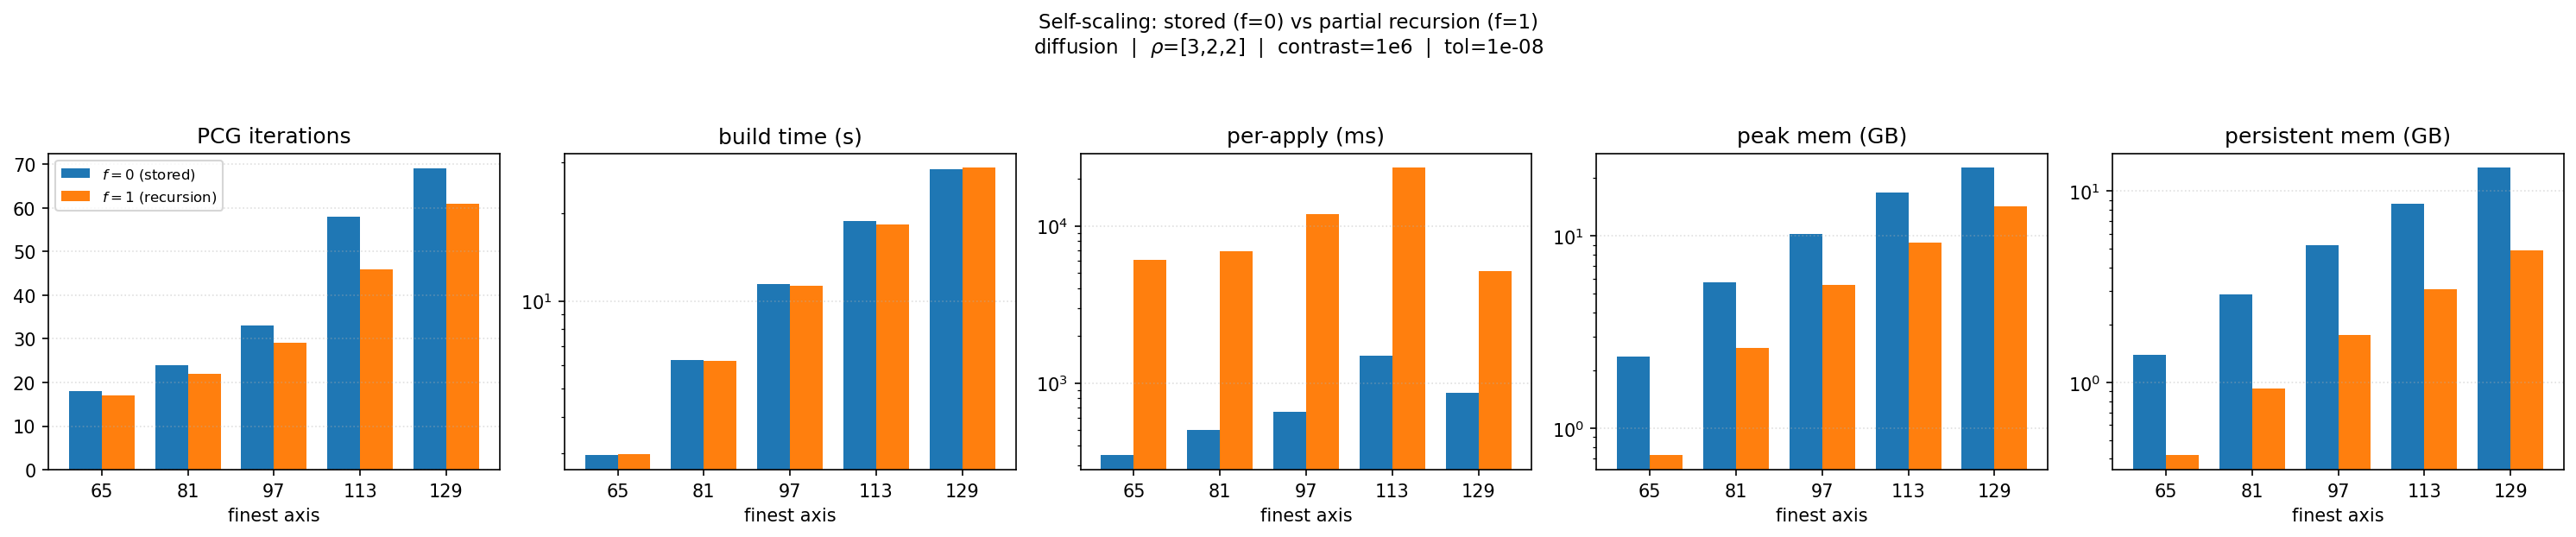 Self-scaling: stored (f=0) vs partial recursion (f=1)
diffusion | ρ=[3,2,2] | contrast=1e6 | tol=1e-08
PCG iterations
70
60
50
40
30
20
10
0
f = 0 (stored)
f = 1 (recursion)
65 81 97 113 129
finest axis
build time (s)
10¹
65 81 97 113 129
finest axis
per-apply (ms)
10⁴
10³
65 81 97 113 129
finest axis
peak mem (GB)
10¹
10⁰
65 81 97 113 129
finest axis
persistent mem (GB)
10¹
10⁰
65 81 97 113 129
finest axis